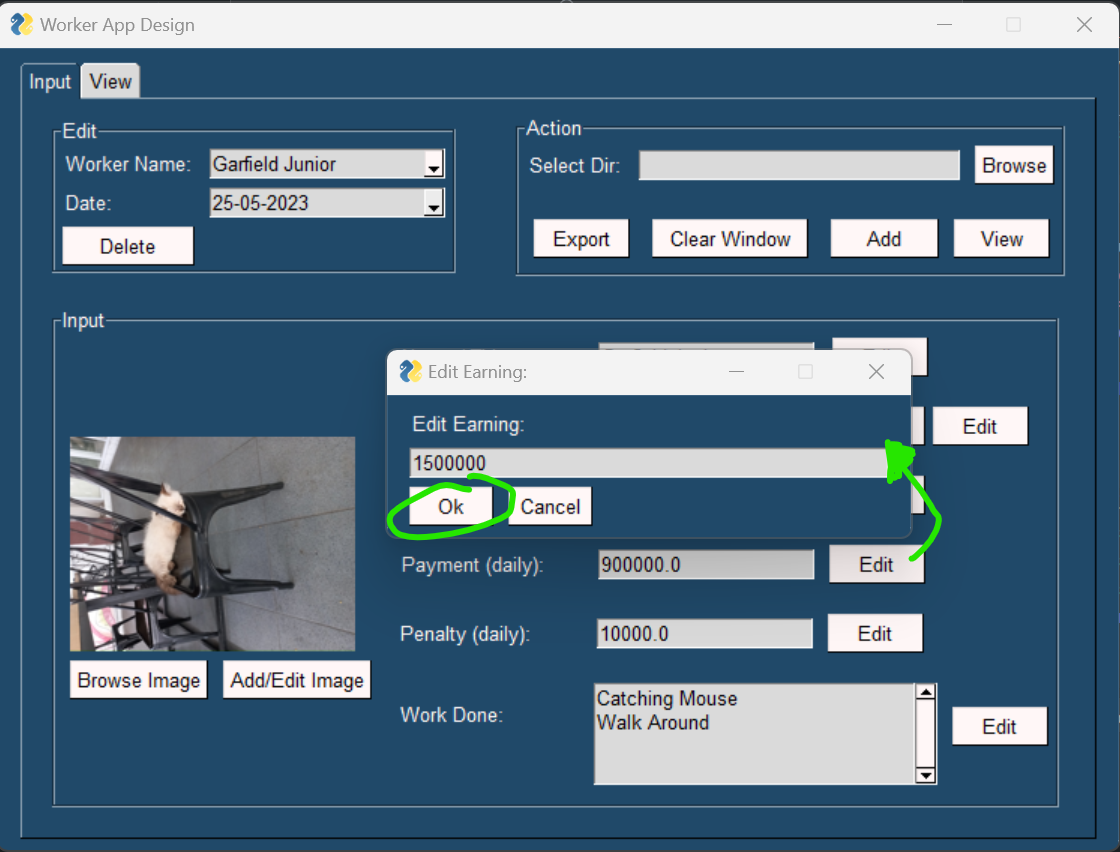 Worker App Design
Input
View
Edit
Worker Name:
Garfield Junior
Date:
25-05-2023
Delete
Action
Select Dir:
Browse
Export
Clear Window
Add
View
Input
Edit Earning:
Edit Earning:
1500000
Ok
Cancel
Edit
Payment (daily):
900000.0
Edit
Penalty (daily):
10000.0
Edit
Browse Image
Add/Edit Image
Work Done:
Catching Mouse
Walk Around
Edit